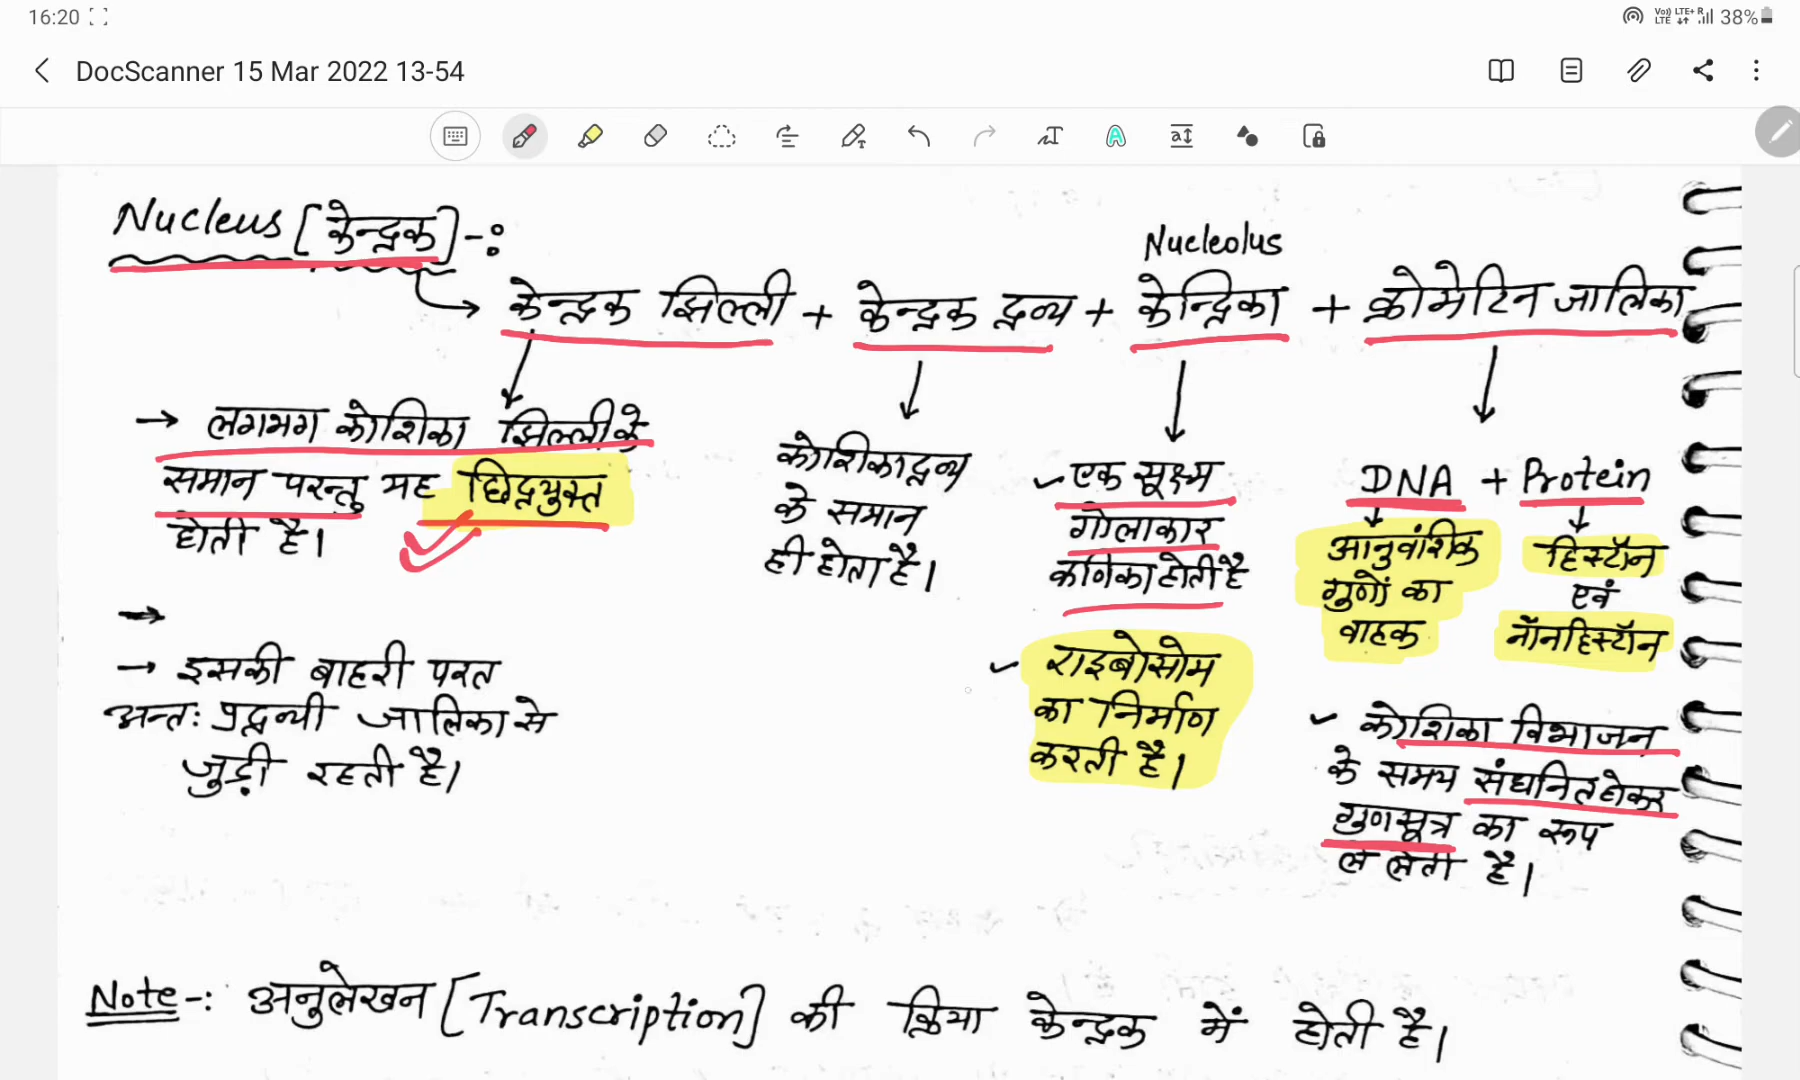 16:20
38%
DocScanner 15 Mar 2022 13-54
Nucleus [केन्द्रक] -:
Nucleolus
→ केन्द्रक झिल्ली + केन्द्रक द्रव्य + केन्द्रिका + क्रोमेटिन जालिका
→ लगभग कोशिका झिल्ली के
समान परन्तु यह छिद्रयुक्त
होती है।
→
→ इसकी बाहरी परत
अन्तः प्रद्रव्यी जालिका से
जुड़ी रहती है।
कोशिकाद्रव्य
के समान
ही होता है।
एक सूक्ष्म
गोलाकार
कणिका होती है
राइबोसोम
का निर्माण
करती है।
DNA + Protein
आनुवांशिक
गुणों का
वाहक
हिस्टॉन
एवं
नॉनहिस्टॉन
कोशिका विभाजन
के समय संघनित होकर
गुणसूत्र का रूप
ले लेता है।
Note -: अनुलेखन [Transcription] की क्रिया केन्द्रक में होती है।